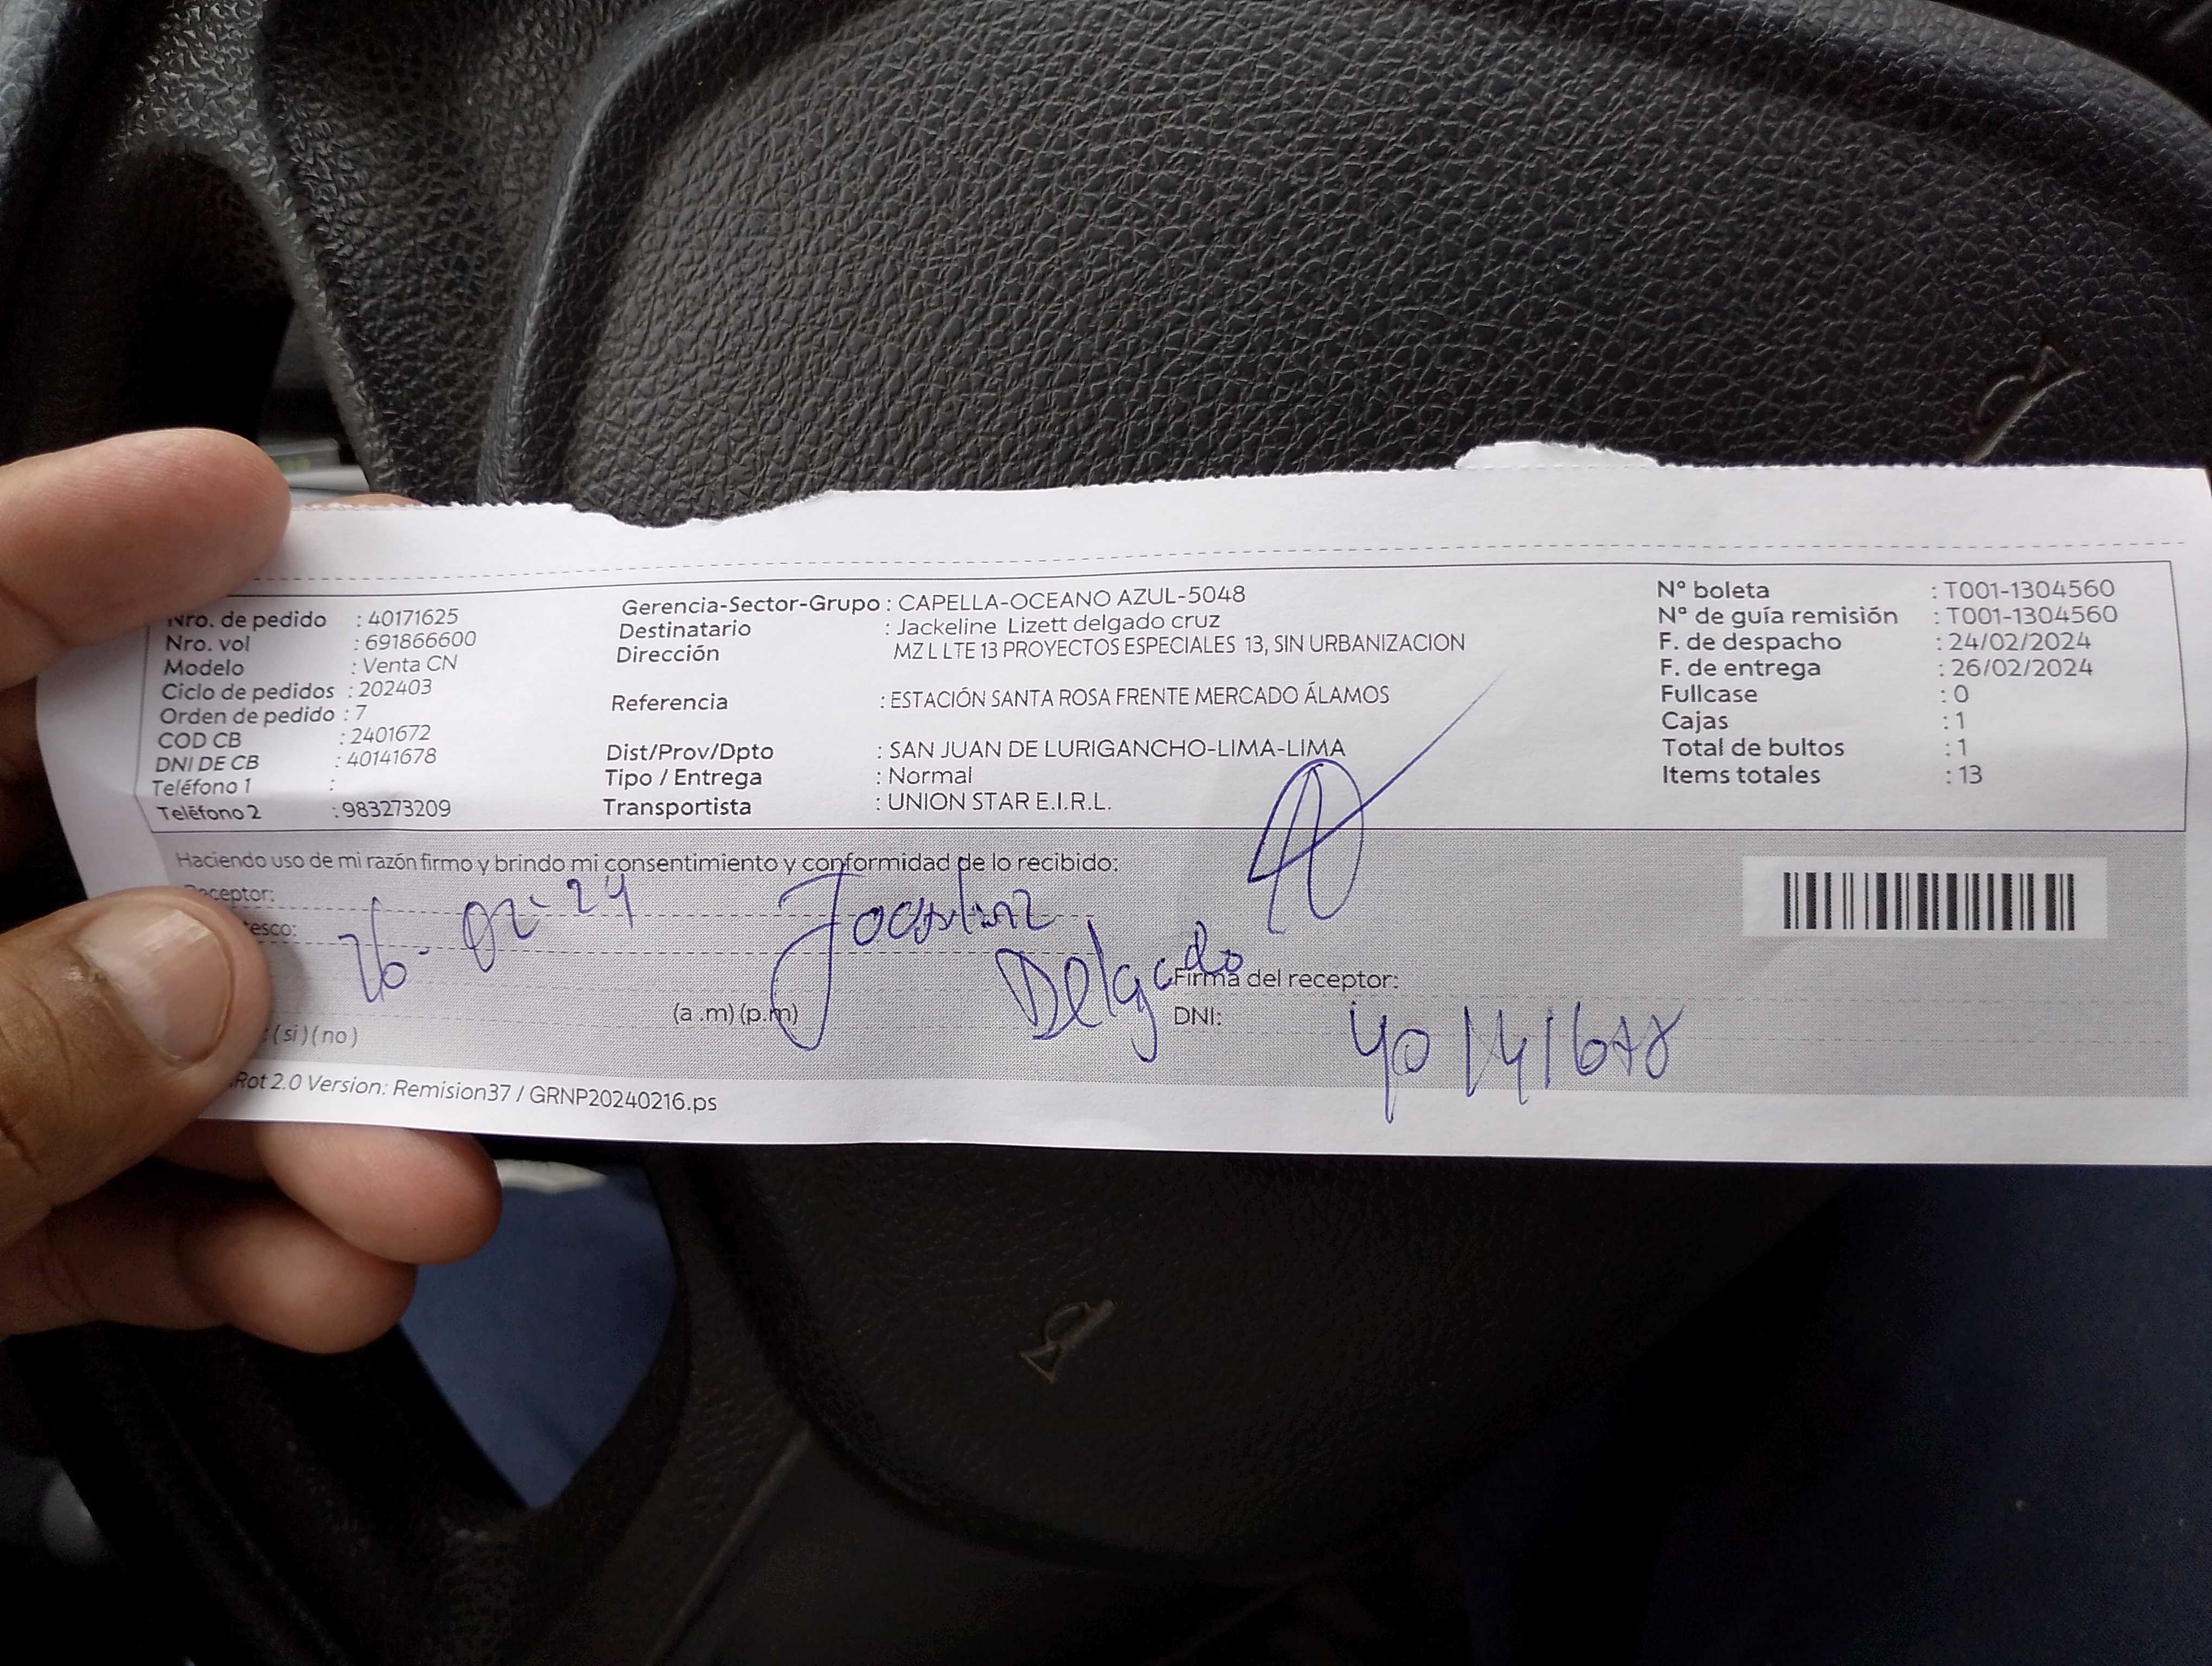 Nro. de pedido : 40171625
Nro. vol : 691866600
Modelo : Venta CN
Ciclo de pedidos : 202403
Orden de pedido : 7
COD CB : 2401672
DNI DE CB : 40141678
Teléfono 1 :
Teléfono 2 : 983273209
Gerencia-Sector-Grupo : CAPELLA-OCEANO AZUL-5048
Destinatario : Jackeline Lizett delgado cruz
Dirección MZ L LTE 13 PROYECTOS ESPECIALES 13, SIN URBANIZACION
Referencia : ESTACIÓN SANTA ROSA FRENTE MERCADO ÁLAMOS
Dist/Prov/Dpto : SAN JUAN DE LURIGANCHO-LIMA-LIMA
Tipo / Entrega : Normal
Transportista : UNION STAR E.I.R.L.
Nº boleta : T001-1304560
Nº de guía remisión : T001-1304560
F. de despacho : 24/02/2024
F. de entrega : 26/02/2024
Fullcase : 0
Cajas : 1
Total de bultos : 1
Items totales : 13
Haciendo uso de mi razón firmo y brindo mi consentimiento y conformidad de lo recibido:
Receptor:
esco:
26-02-24
Delgado
Firma del receptor:
(a .m) (p.m)
DNI: 40141678
: ( si ) ( no )
Rot 2.0 Version: Remision37 / GRNP20240216.ps